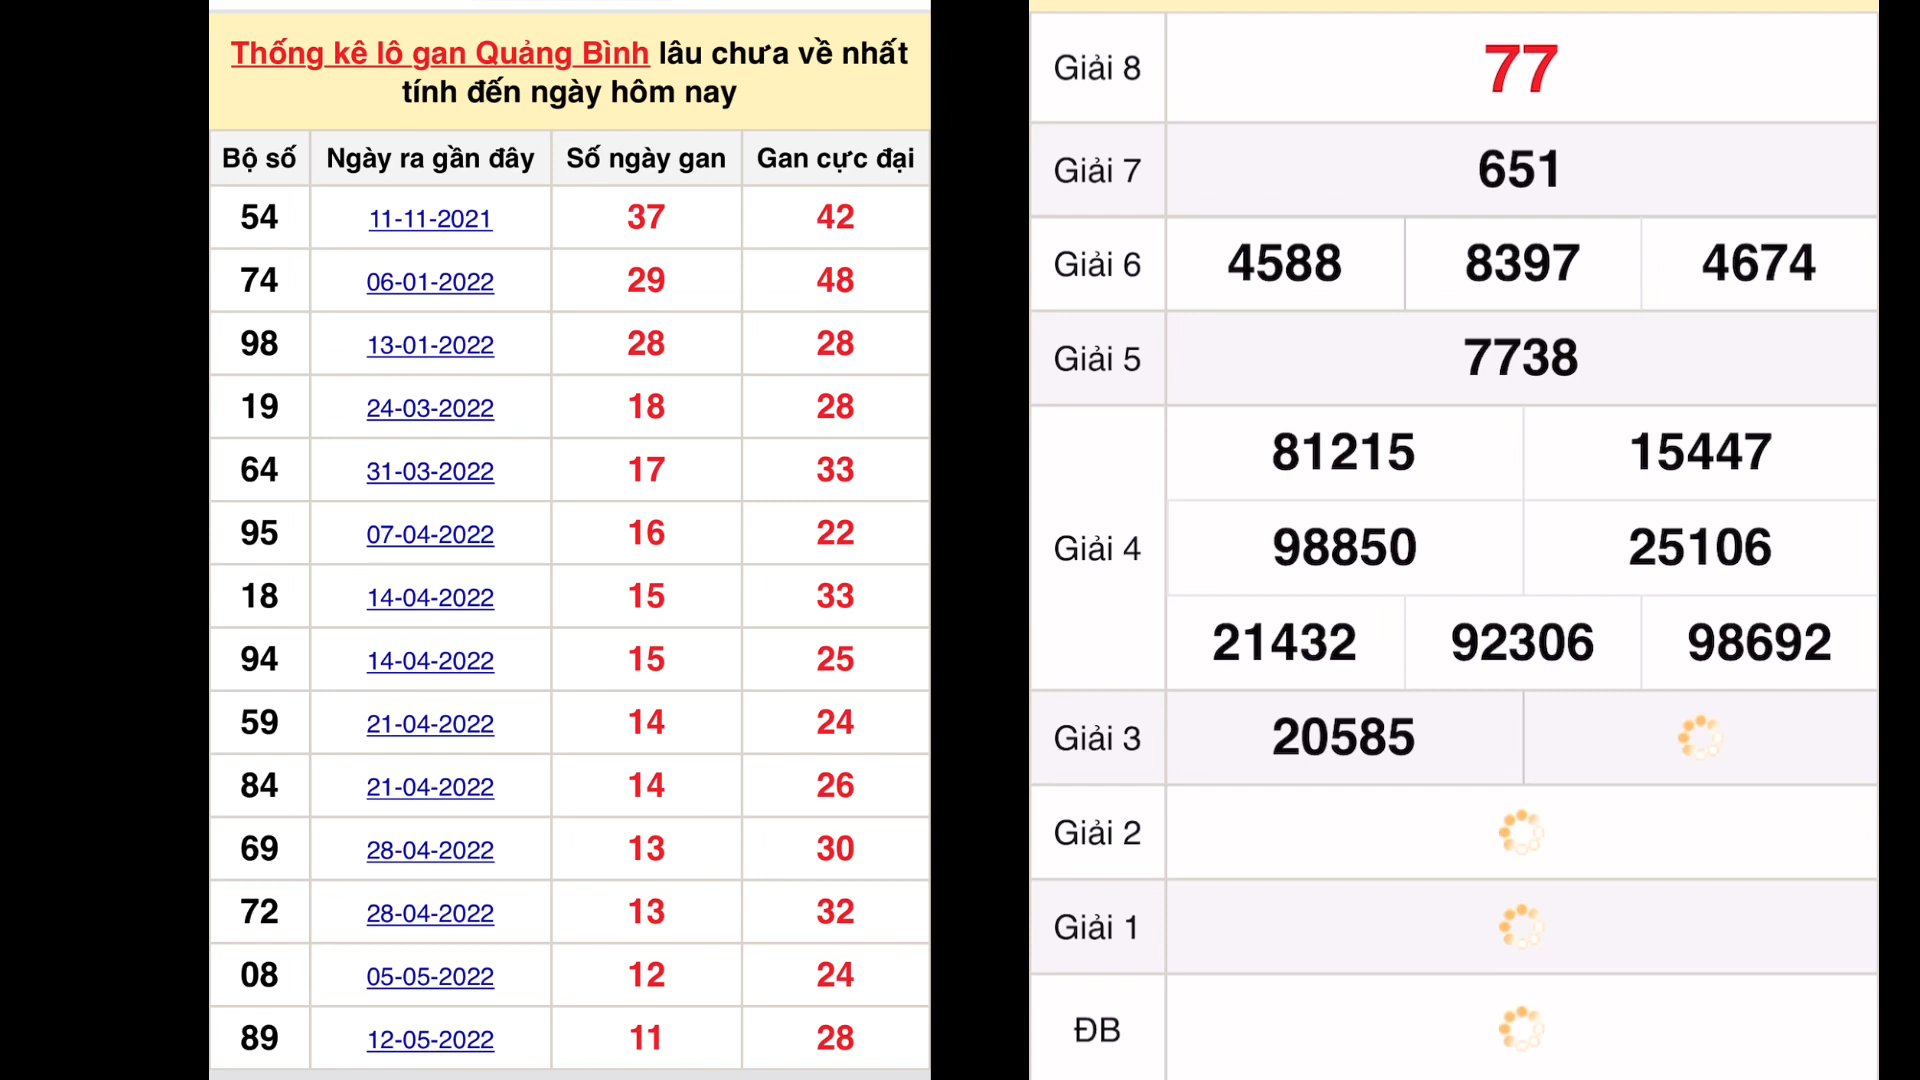 Thống kê lô gan Quảng Bình lâu chưa về nhất
tính đến ngày hôm nay
Bộ số Ngày ra gần đây Số ngày gan Gan cực đại
54 11-11-2021 37 42
74 06-01-2022 29 48
98 13-01-2022 28 28
19 24-03-2022 18 28
64 31-03-2022 17 33
95 07-04-2022 16 22
18 14-04-2022 15 33
94 14-04-2022 15 25
59 21-04-2022 14 24
84 21-04-2022 14 26
69 28-04-2022 13 30
72 28-04-2022 13 32
08 05-05-2022 12 24
89 12-05-2022 11 28
Giải 8 77
Giải 7 651
Giải 6 4588 8397 4674
Giải 5 7738
81215 15447
Giải 4 98850 25106
21432 92306 98692
Giải 3 20585
Giải 2
Giải 1
ĐB